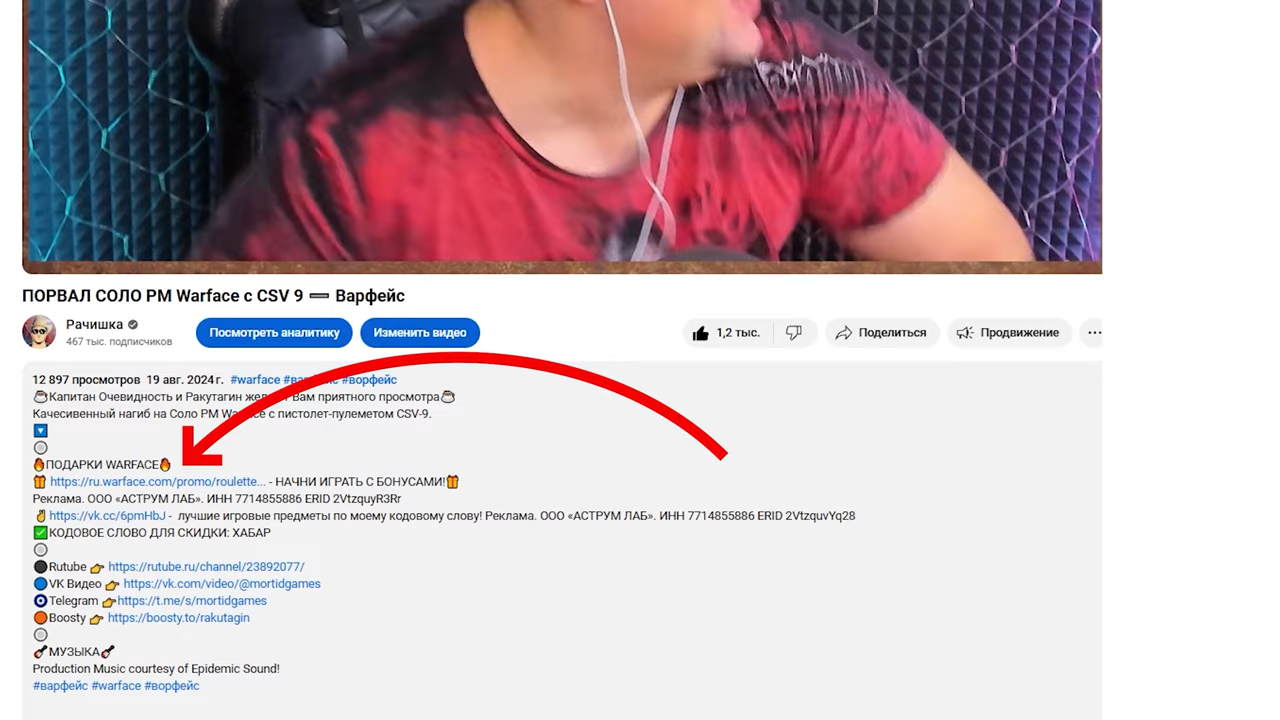 ПОРВАЛ СОЛО РМ Warface с CSV 9 ➖ Варфейс
Рачишка
467 тыс. подписчиков
Посмотреть аналитику
Изменить видео
1,2 тыс.
Поделиться
Продвижение
...
12 897 просмотров 19 авг. 2024 г. #warface #варфейс #ворфейс
Капитан Очевидность и Ракутагин желают Вам приятного просмотра
Качесивенный нагиб на Соло РМ Warface с пистолет-пулеметом CSV-9.
🔥ПОДАРКИ WARFACE🔥
🎁 https://ru.warface.com/promo/roulette... - НАЧНИ ИГРАТЬ С БОНУСАМИ!🎁
Реклама. ООО «АСТРУМ ЛАБ». ИНН 7714855886 ERID 2VtzquyR3Rr
https://vk.cc/6pmHbJ - лучшие игровые предметы по моему кодовому слову! Реклама. ООО «АСТРУМ ЛАБ». ИНН 7714855886 ERID 2VtzquvYq28
✅КОДОВОЕ СЛОВО ДЛЯ СКИДКИ: ХАБАР
Rutube 👉 https://rutube.ru/channel/23892077/
VK Видео 👉 https://vk.com/video/@mortidgames
Telegram 👉https://t.me/s/mortidgames
Boosty 👉 https://boosty.to/rakutagin
🎸МУЗЫКА🎸
Production Music courtesy of Epidemic Sound!
#варфейс #warface #ворфейс